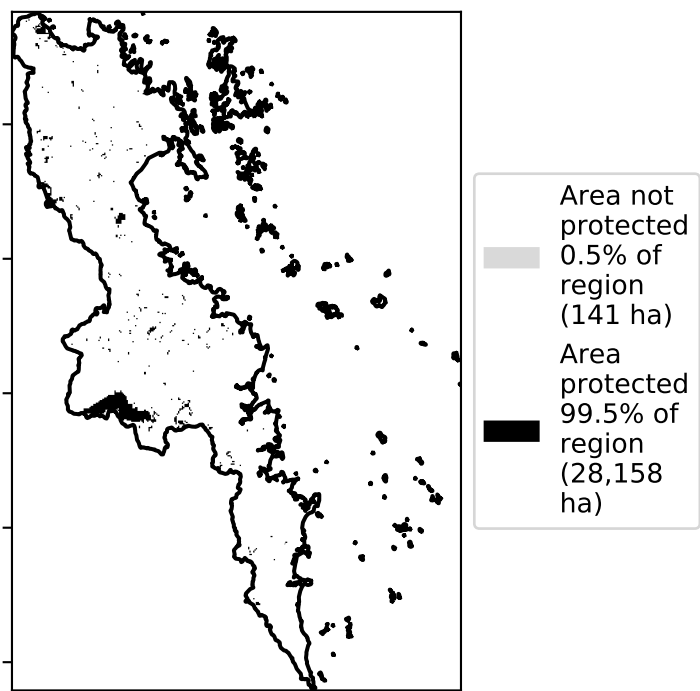 Area not
protected
0.5% of
region
(141 ha)
Area
protected
99.5% of
region
(28,158
ha)